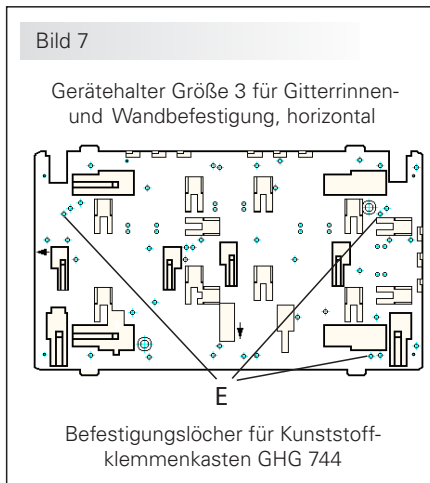 Bild 7
Gerätehalter Größe 3 für Gitterrinnen-
und Wandbefestigung, horizontal
E
Befestigungslöcher für Kunststoff-
klemmenkasten GHG 744